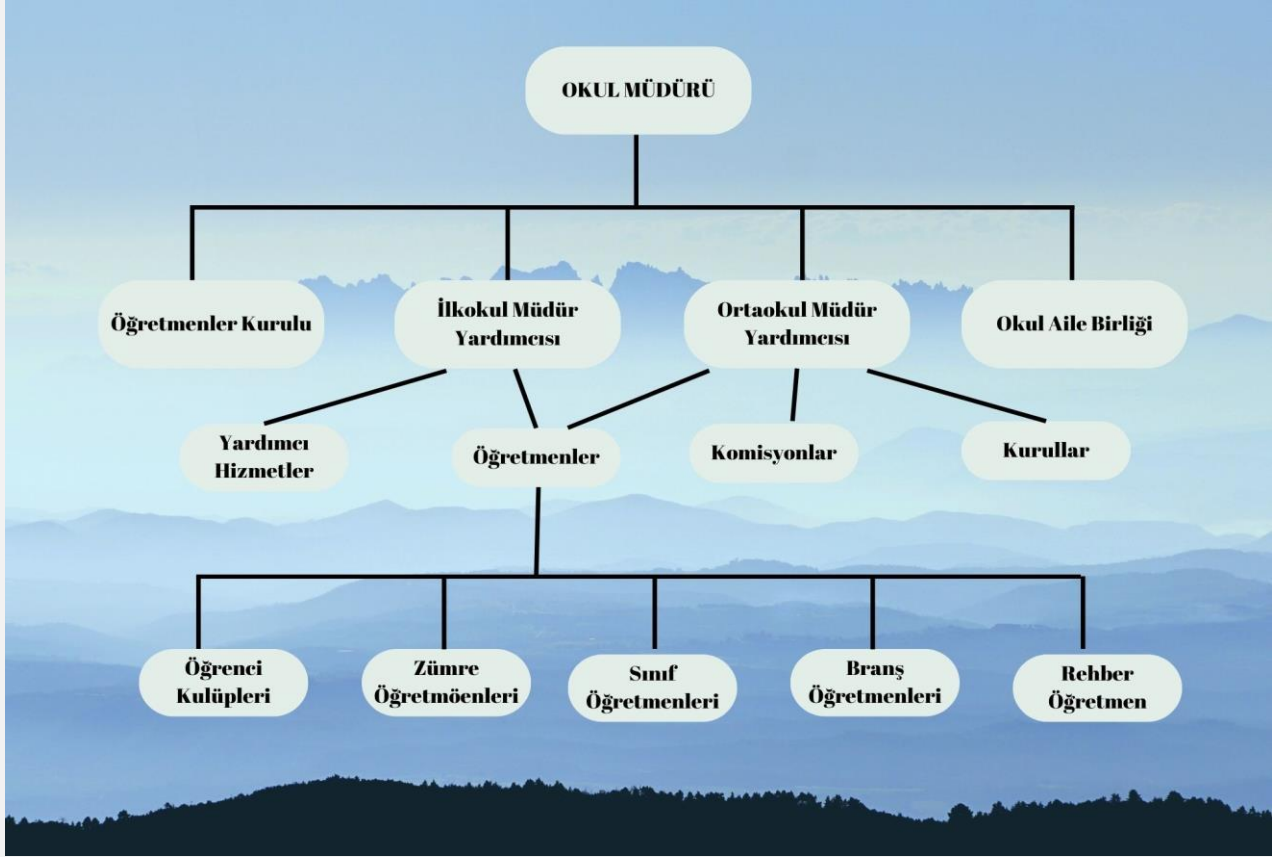 OKUL MÜDÜRÜ
Öğretmenler Kurulu
İlkokul Müdür
Yardımcısı
Ortaokul Müdür
Yardımcısı
Okul Aile Birliği
Yardımcı
Hizmetler
Öğretmenler
Komisyonlar
Kurullar
Öğrenci
Kulüpleri
Zümre
Öğretmöenleri
Sınıf
Öğretmenleri
Branş
Öğretmenleri
Rehber
Öğretmen